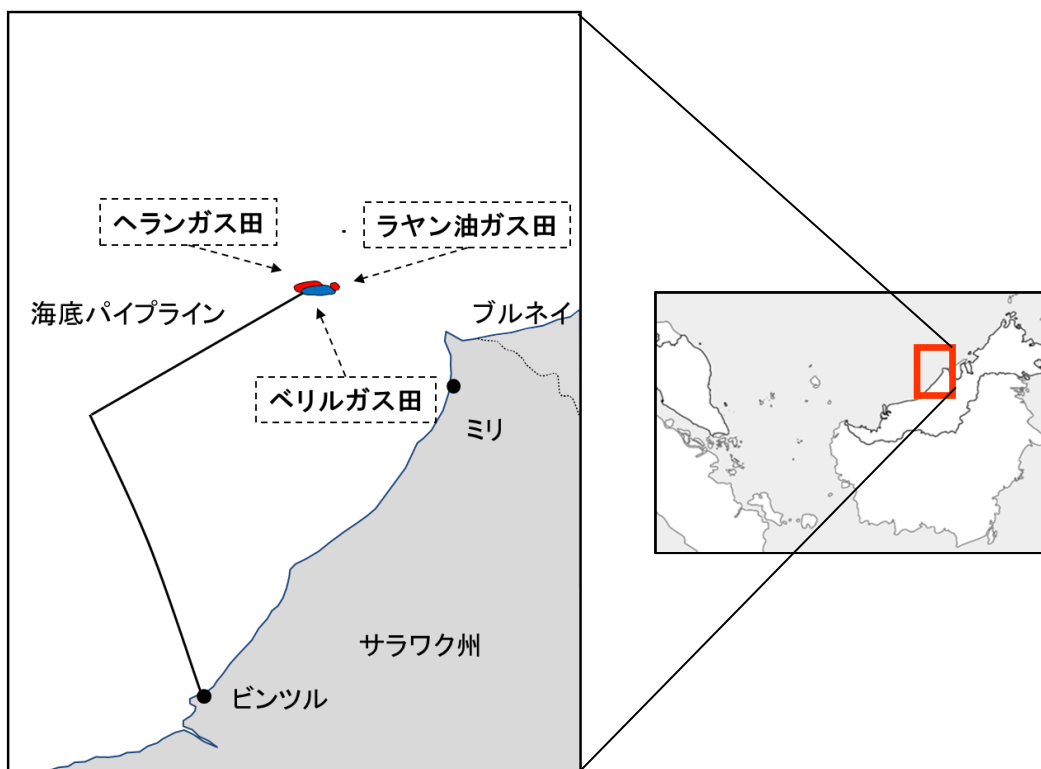 ヘランガス田
ラヤン油ガス田
海底パイプライン
ブルネイ
ベリルガス田
ミリ
サラワク州
ビンツル